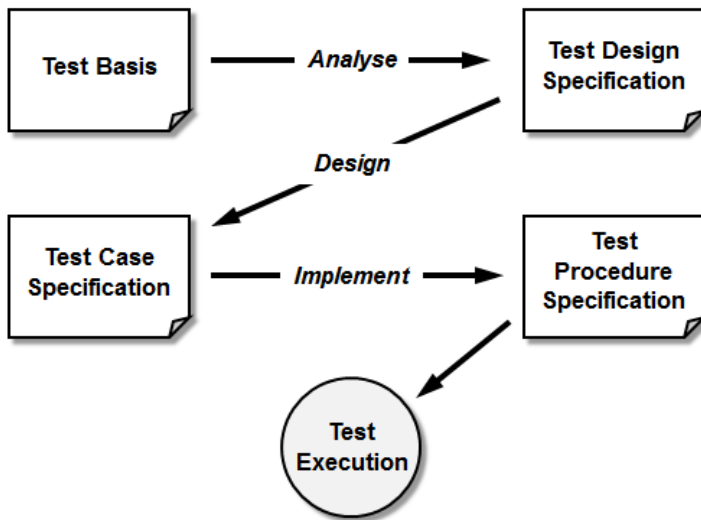 Test Basis
Analyse
Test Design
Specification
Design
Test Case
Specification
Implement
Test
Procedure
Specification
Test
Execution